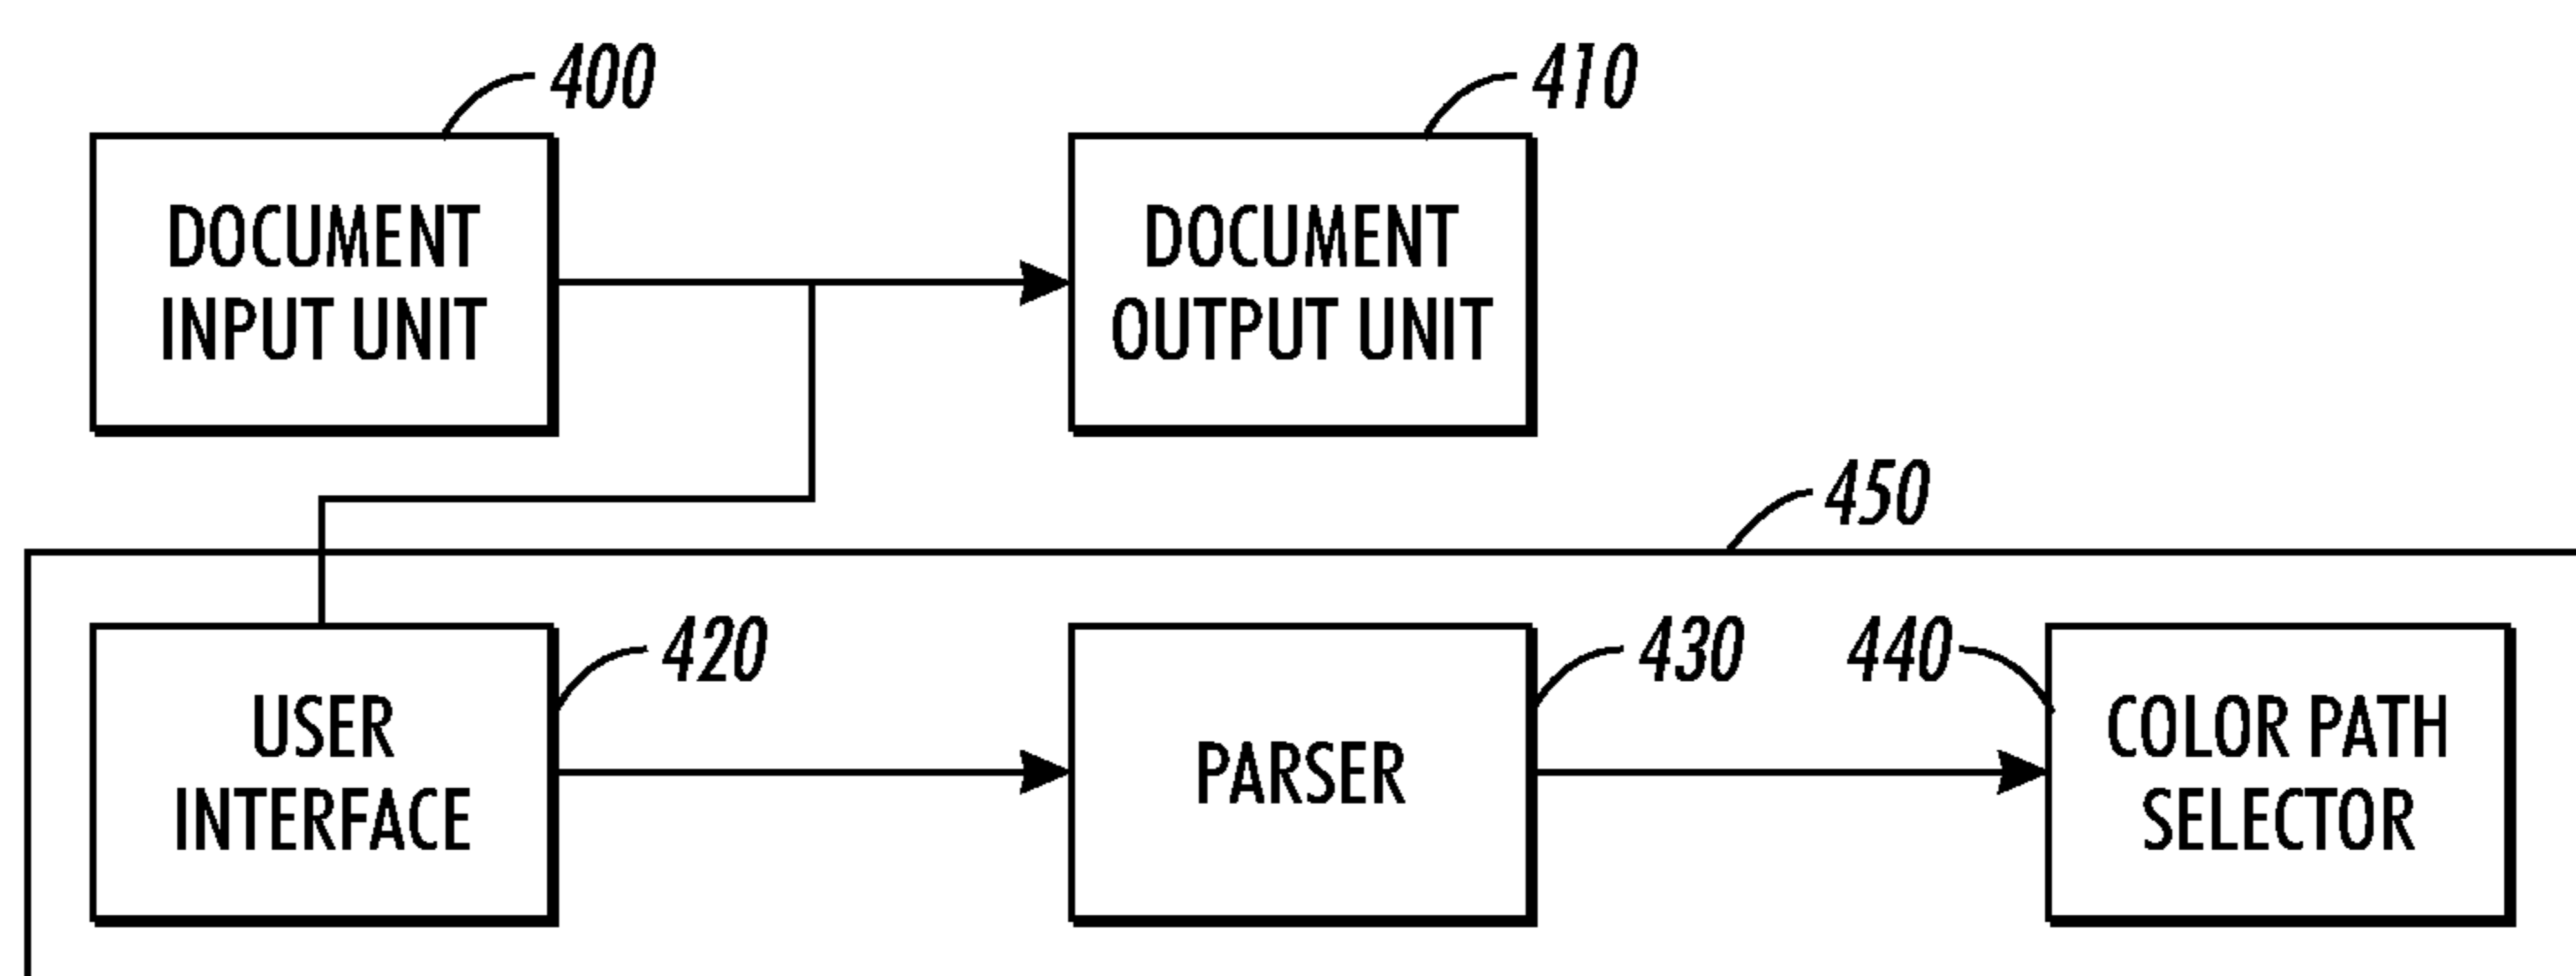 400
410
DOCUMENT
INPUT UNIT
DOCUMENT
OUTPUT UNIT
450
420
430
440
USER
INTERFACE
PARSER
COLOR PATH
SELECTOR